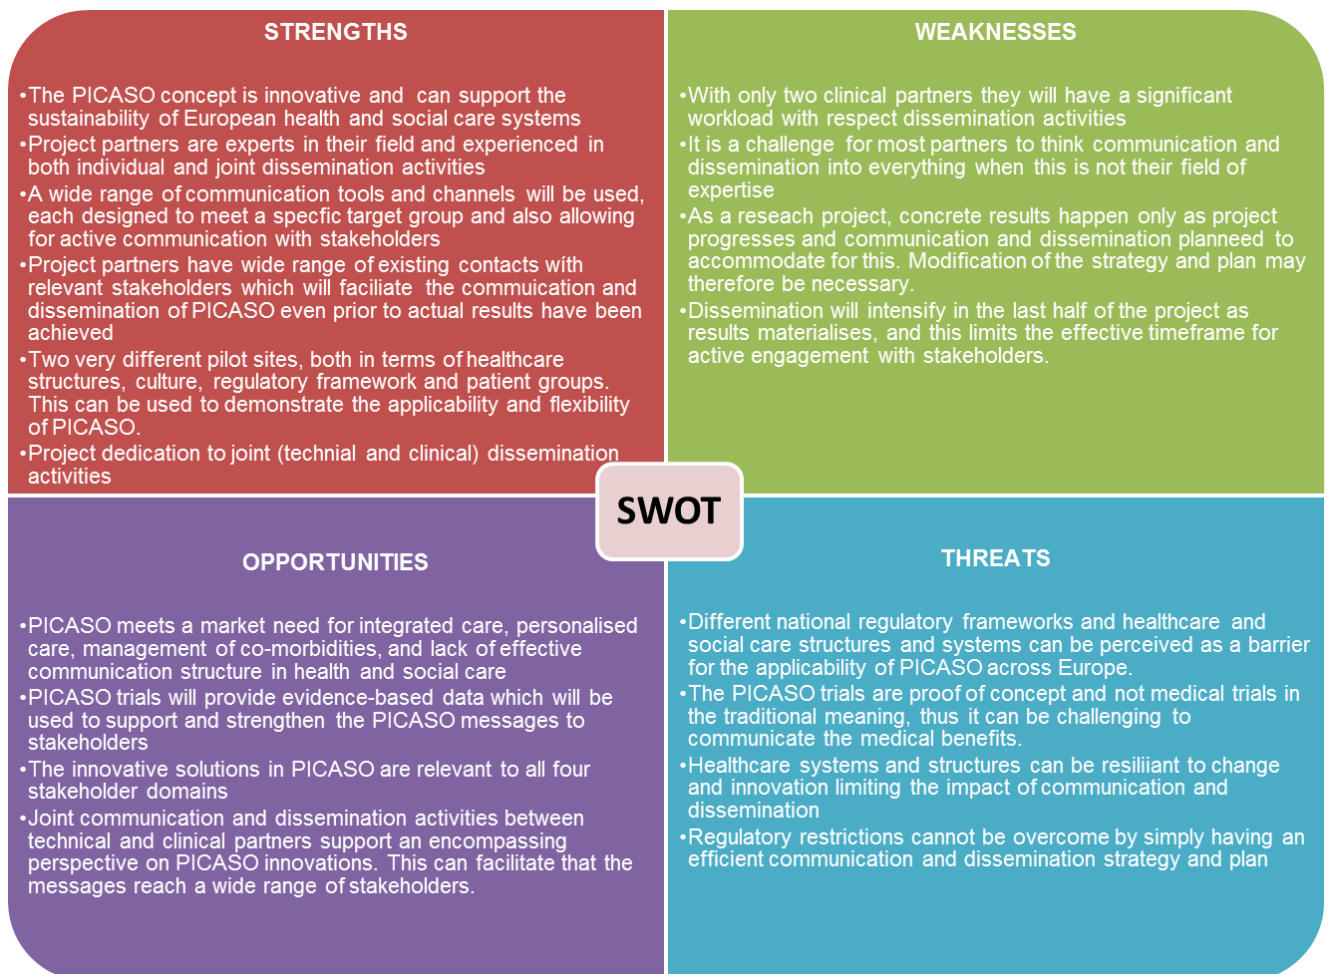 STRENGTHS
•The PICASO concept is innovative and can support the
sustainability of European health and social care systems
•Project partners are experts in their field and experienced in
both individual and joint dissemination activities
•A wide range of communication tools and channels will be used,
each designed to meet a specfic target group and also allowing
for active communication with stakeholders
•Project partners have wide range of existing contacts with
relevant stakeholders which will faciliate the commuication and
dissemination of PICASO even prior to actual results have been
achieved
•Two very different pilot sites, both in terms of healthcare
structures, culture, regulatory framework and patient groups.
This can be used to demonstrate the applicability and flexibility
of PICASO.
•Project dedication to joint (technial and clinical) dissemination
activities
WEAKNESSES
•With only two clinical partners they will have a significant
workload with respect dissemination activities
•It is a challenge for most partners to think communication and
dissemination into everything when this is not their field of
expertise
•As a reseach project, concrete results happen only as project
progresses and communication and dissemination planneed to
accommodate for this. Modification of the strategy and plan may
therefore be necessary.
•Dissemination will intensify in the last half of the project as
results materialises, and this limits the effective timeframe for
active engagement with stakeholders.
SWOT
OPPORTUNITIES
•PICASO meets a market need for integrated care, personalised
care, management of co-morbidities, and lack of effective
communication structure in health and social care
•PICASO trials will provide evidence-based data which will be
used to support and strengthen the PICASO messages to
stakeholders
•The innovative solutions in PICASO are relevant to all four
stakeholder domains
•Joint communication and dissemination activities between
technical and clinical partners support an encompassing
perspective on PICASO innovations. This can facilitate that the
messages reach a wide range of stakeholders.
THREATS
•Different national regulatory frameworks and healthcare and
social care structures and systems can be perceived as a barrier
for the applicability of PICASO across Europe.
•The PICASO trials are proof of concept and not medical trials in
the traditional meaning, thus it can be challenging to
communicate the medical benefits.
•Healthcare systems and structures can be resiliiant to change
and innovation limiting the impact of communication and
dissemination
•Regulatory restrictions cannot be overcome by simply having an
efficient communication and dissemination strategy and plan